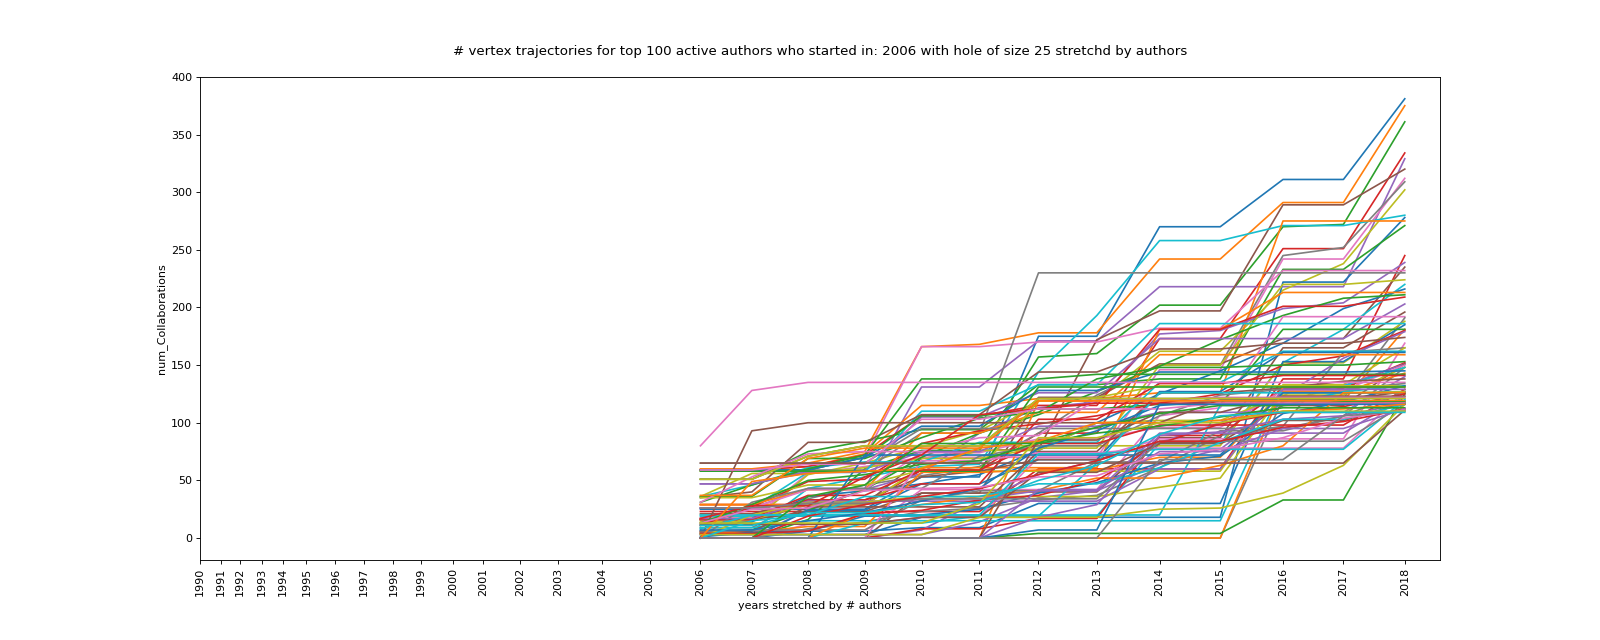 # vertex trajectories for top 100 active authors who started in: 2006 with hole of size 25 stretchd by authors
400
350
300
250
200
150
100
50
0
num_Collaborations
1990 1991 1992 1993 1994 1995 1996 1997 1998 1999 2000 2001 2002 2003 2004 2005 2006 2007 2008 2009 2010 2011 2012 2013 2014 2015 2016 2017 2018
years stretched by # authors